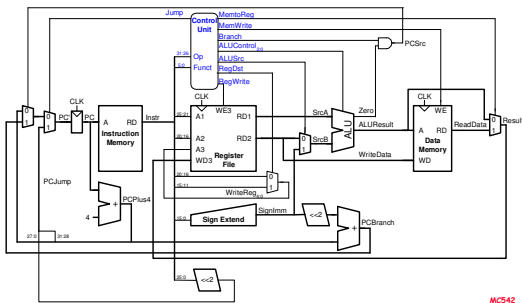 Jump
Control
Unit
MemtoReg
MemWrite
Branch
ALUControl2:0
PCSrc
31:26 Op
ALUSrc
5:0 Funct
RegDst
RegWrite
CLK
CLK
CLK
0
1
0
1
PC'
PC
A
RD
Instruction
Memory
Instr
25:21
A1
WE3
RD1
SrcA
Zero
WE
20:16
A2
RD2
0
1
SrcB
ALU
ALUResult
A
RD
Data
Memory
ReadData
0
1
Result
A3
WD3
Register
File
WriteData
WD
20:16
0
15:11
1
WriteReg4:0
PCJump
PCPlus4
4
+
SignImm
15:0
Sign Extend
<<2
+
PCBranch
27:0
31:28
25:0
<<2
MC542